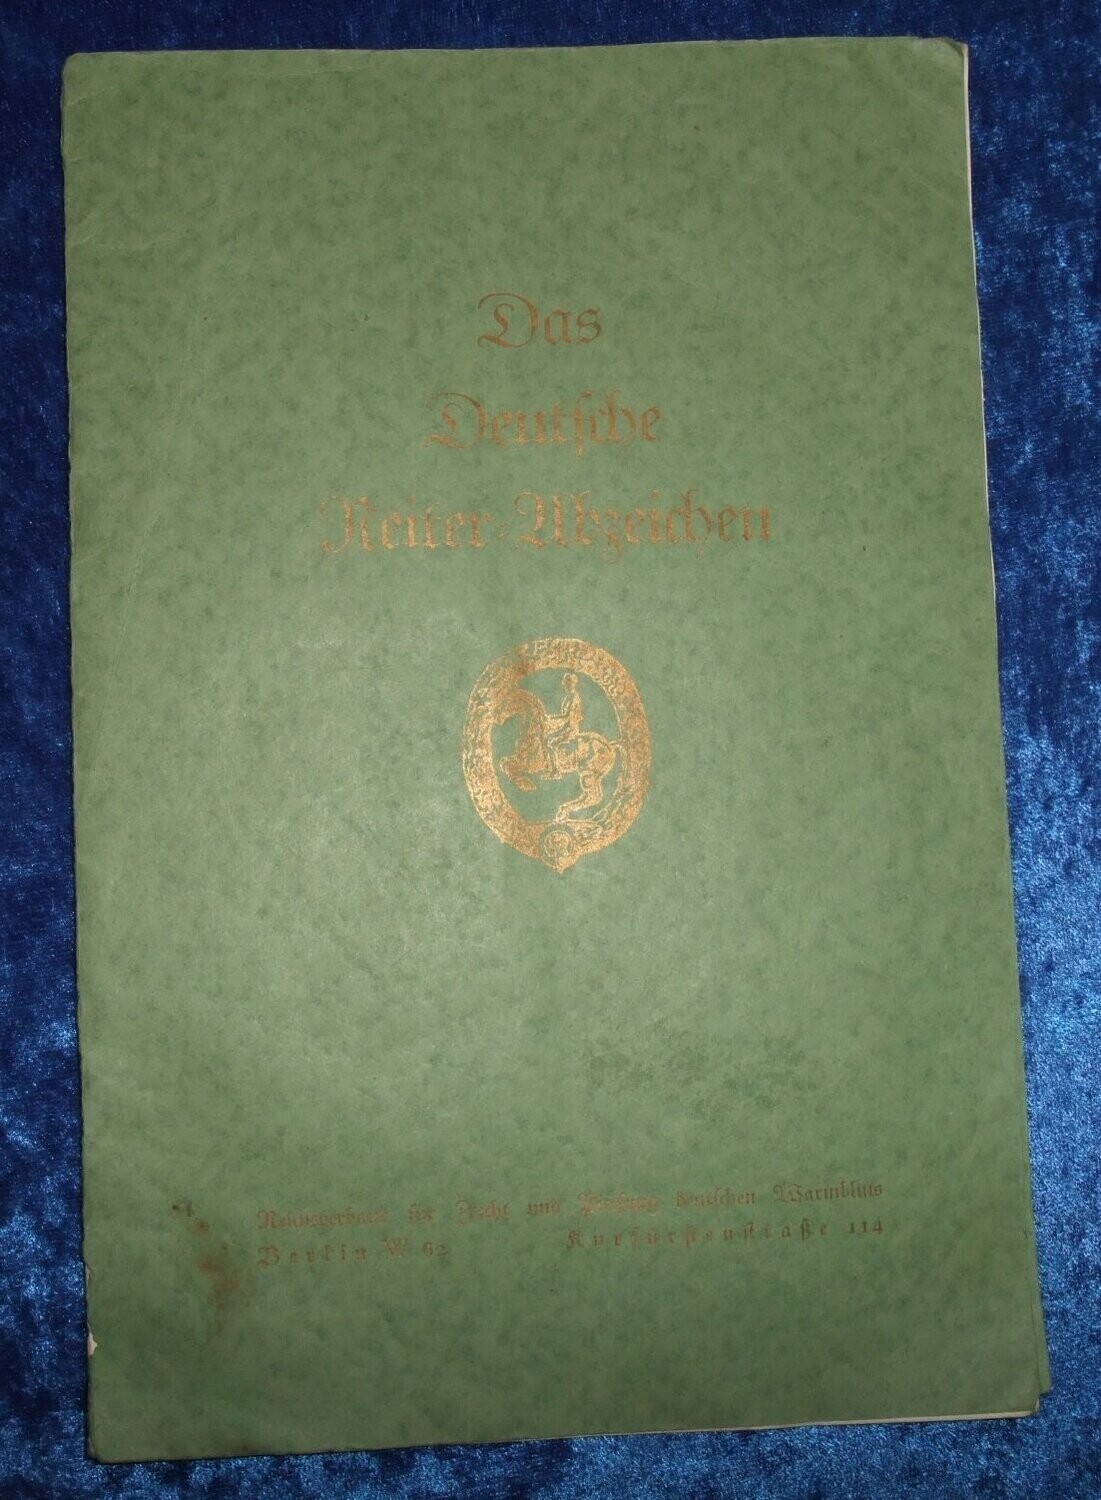 Das
Deutsche
Reiter-Abzeichen
Reichsverband für Zucht und Prüfung deutschen Warmbluts
Berlin W 62 Kurfürstenstraße 114